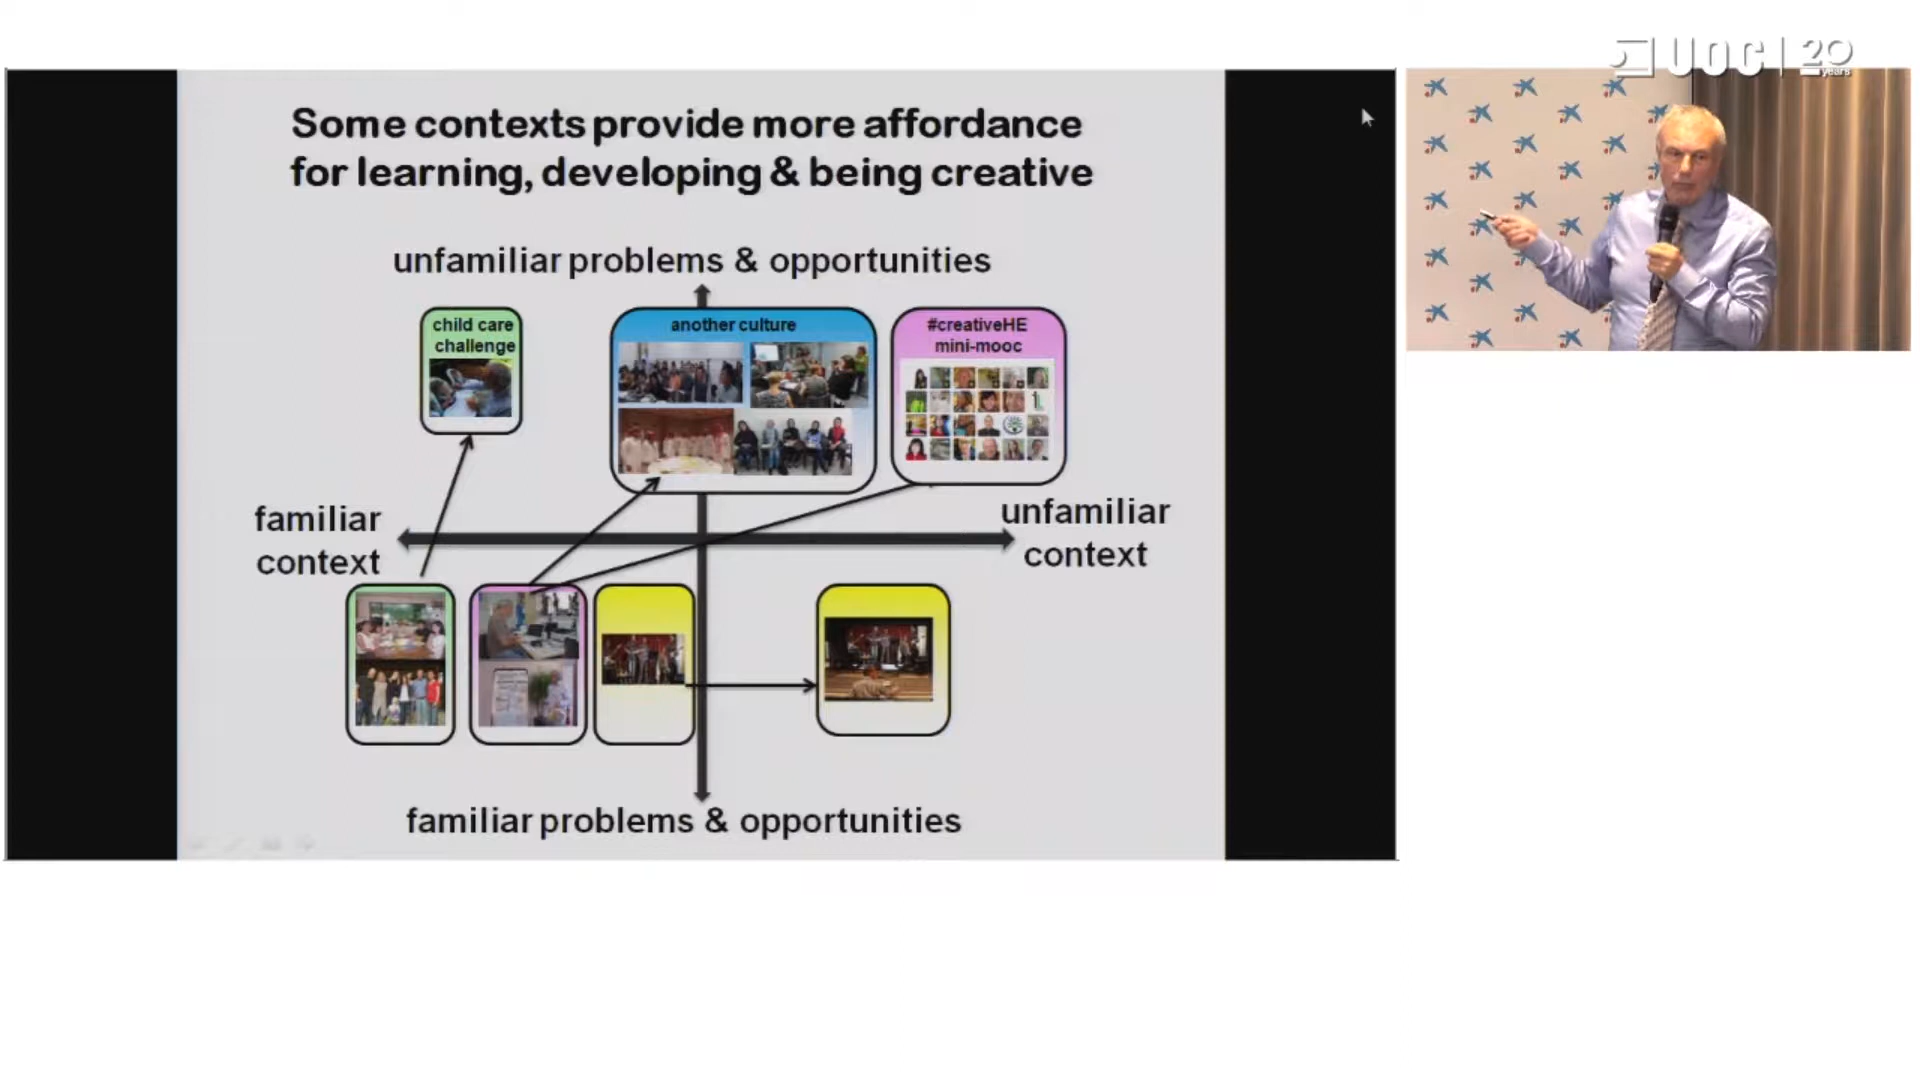 UOC 20
years
Some contexts provide more affordance
for learning, developing & being creative
unfamiliar problems & opportunities
child care
challenge
another culture
#creativeHE
mini-mooc
familiar
context
unfamiliar
context
familiar problems & opportunities